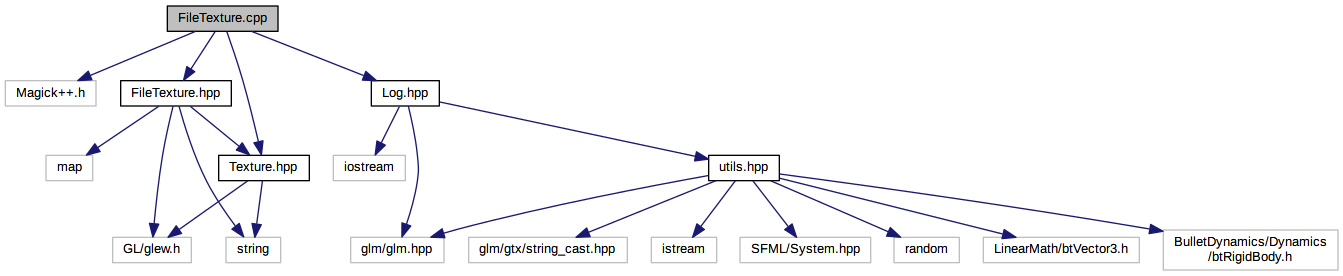 FileTexture.cpp
Magick++.h
FileTexture.hpp
Log.hpp
map
Texture.hpp
iostream
utils.hpp
GL/glew.h
string
glm/glm.hpp
glm/gtx/string_cast.hpp
istream
SFML/System.hpp
random
LinearMath/btVector3.h
BulletDynamics/Dynamics
/btRigidBody.h